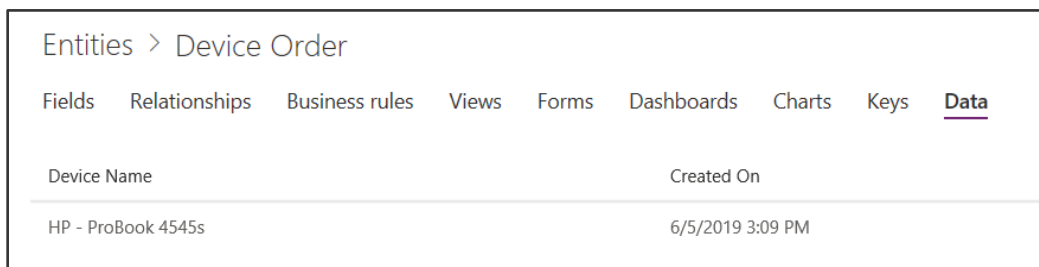 Entities > Device Order
Fields Relationships Business rules Views Forms Dashboards Charts Keys Data
Device Name Created On
HP - ProBook 4545s 6/5/2019 3:09 PM